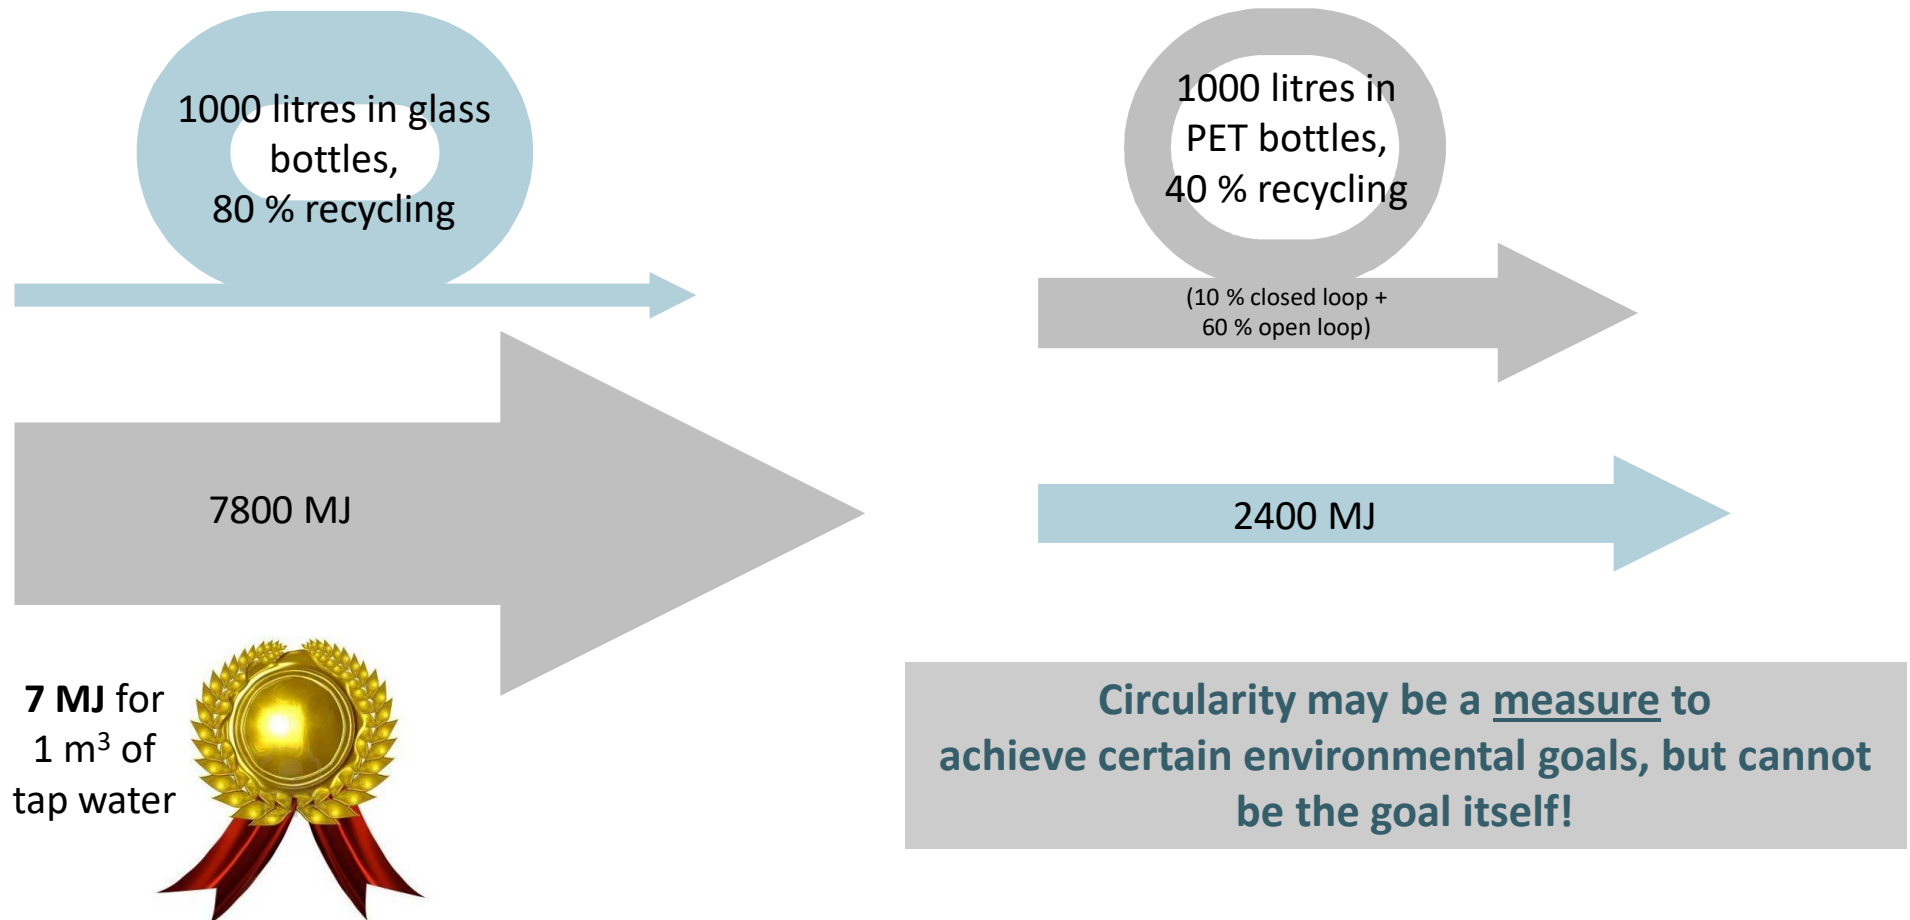 1000 litres in glass
bottles,
80 % recycling
1000 litres in
PET bottles,
40 % recycling
(10 % closed loop +
60 % open loop)
7800 MJ
2400 MJ
7 MJ for
1 m³ of
tap water
Circularity may be a measure to
achieve certain environmental goals, but cannot
be the goal itself!